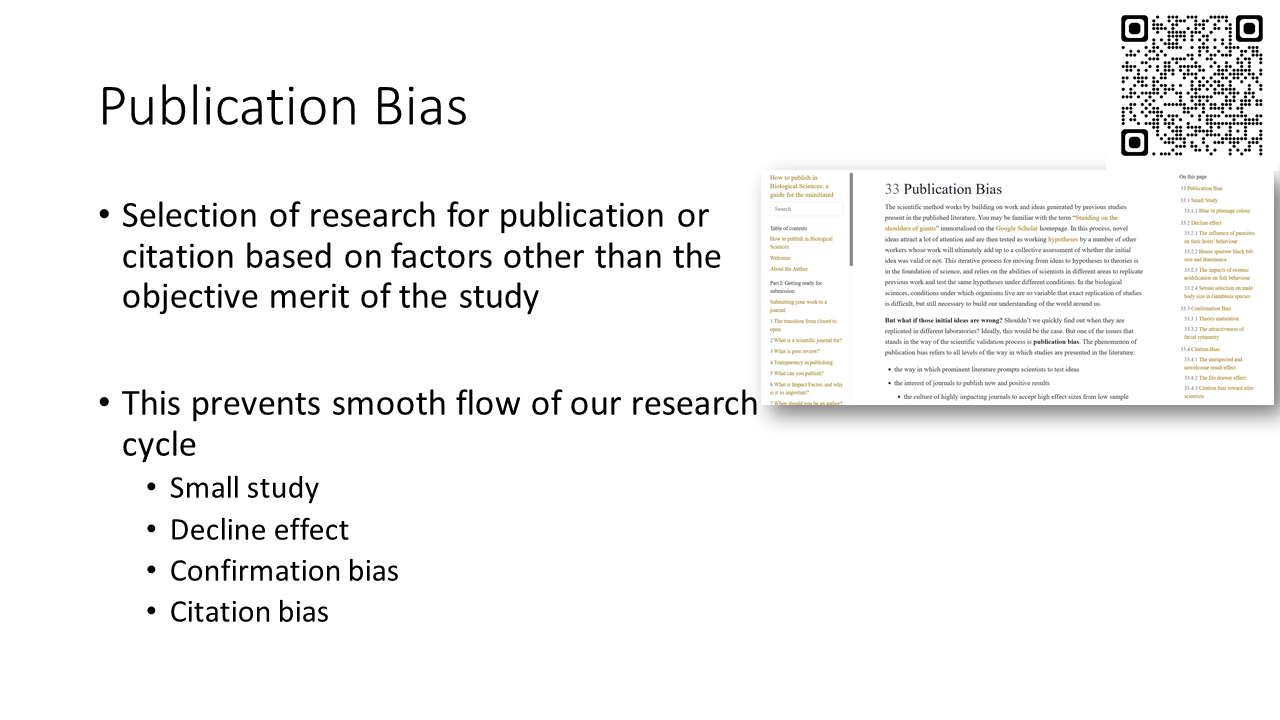 Publication Bias
• Selection of research for publication or
citation based on factors other than the
objective merit of the study
• This prevents smooth flow of our research
cycle
• Small study
• Decline effect
• Confirmation bias
• Citation bias
How to publish in
Biological Sciences: a
guide for the uninitiated
Search
Table of contents
How to publish in Biological
Sciences
Welcome
About the Author
Part I: Getting ready for
submission
Submitting your work to a
journal
1 The transition from closed to
open
2 What is a scientific journal for?
3 What is peer review?
4 Transparency in publishing
5 What can you publish?
6 What is Impact Factor, and why
is it so important?
7 When should you be an author?
33 Publication Bias
The scientific method works by building on work and ideas generated by previous studies
present in the published literature. You may be familiar with the term “Standing on the
shoulders of giants” immortalised on the Google Scholar homepage. In this process, novel
ideas attract a lot of attention and are then tested as working hypotheses by a number of other
workers whose work will ultimately add up to a collective assessment of whether the initial
idea was valid or not. This iterative process for moving from ideas to hypotheses to theories is
in the foundation of science, and relies on the abilities of scientists in different areas to replicate
previous work and test the same hypotheses under different conditions. In the biological
sciences, conditions under which organisms live are so variable that exact replication of studies
is difficult, but still necessary to build our understanding of the world around us.
But what if those initial ideas are wrong? Shouldn’t we quickly find out when they are
replicated in different laboratories? Ideally, this would be the case. But one of the issues that
stands in the way of the scientific validation process is publication bias. The phenomenon of
publication bias refers to all levels of the way in which studies are presented in the literature:
• the way in which prominent literature prompts scientists to test ideas
• the interest of journals to publish new and positive results
• the culture of highly impacting journals to accept high effect sizes from low sample
On this page
33 Publication Bias
33.1 Small Study
33.1.1 Blue tit plumage colour
33.2 Decline effect
33.2.1 The influence of parasites
on their hosts' behaviour
33.2.2 House sparrow black bib
size and dominance
33.2.3 The impacts of oceanic
acidification on fish behaviour
33.2.4 Sexual selection on male
body size in Gambusia species
33.3 Confirmation Bias
33.3.1 Theory maturation
33.3.2 The attractiveness of
facial symmetry
33.4 Citation Bias
33.4.1 The unexpected and
unwelcome result effect
33.4.2 The file drawer effect
33.4.3 Citation bias toward elite
scientists